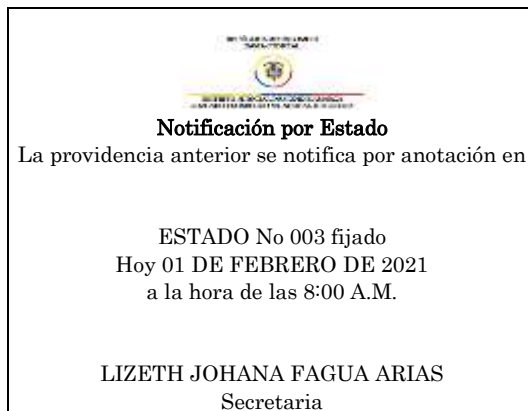 Notificación por Estado
La providencia anterior se notifica por anotación en
ESTADO No 003 fijado
Hoy 01 DE FEBRERO DE 2021
a la hora de las 8:00 A.M.
LIZETH JOHANA FAGUA ARIAS
Secretaria